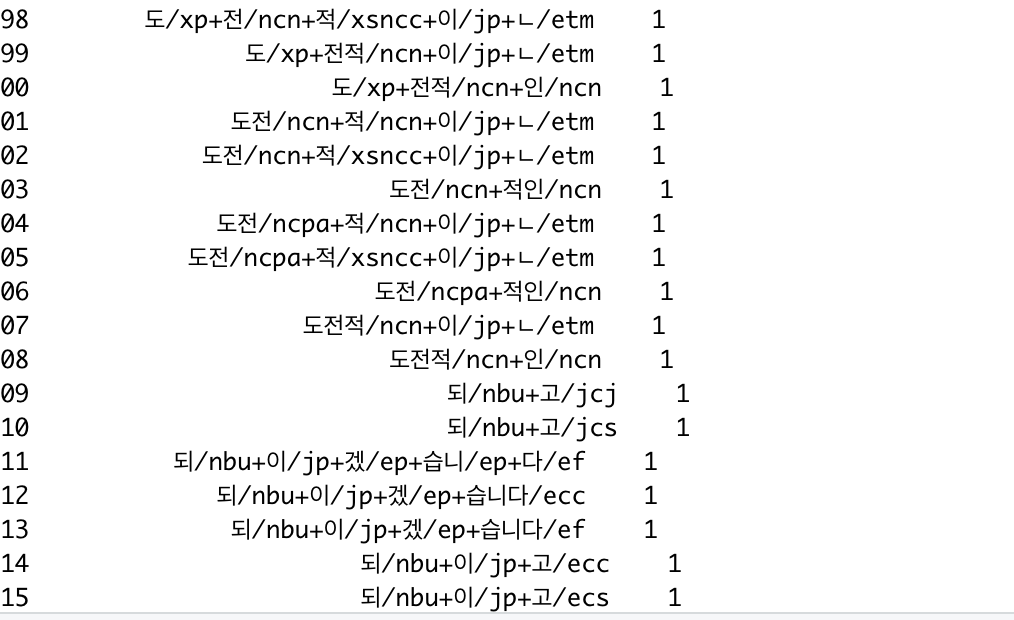 98 도/xp+전/ncn+적/xsncc+이/jp+ㄴ/etm 1
99 도/xp+전적/ncn+이/jp+ㄴ/etm 1
00 도/xp+전적/ncn+인/ncn 1
01 도전/ncn+적/ncn+이/jp+ㄴ/etm 1
02 도전/ncn+적/xsncc+이/jp+ㄴ/etm 1
03 도전/ncn+적인/ncn 1
04 도전/ncpa+적/ncn+이/jp+ㄴ/etm 1
05 도전/ncpa+적/xsncc+이/jp+ㄴ/etm 1
06 도전/ncpa+적인/ncn 1
07 도전적/ncn+이/jp+ㄴ/etm 1
08 도전적/ncn+인/ncn 1
09 되/nbu+고/jcj 1
10 되/nbu+고/jcs 1
11 되/nbu+이/jp+겠/ep+습니/ep+다/ef 1
12 되/nbu+이/jp+겠/ep+습니다/ecc 1
13 되/nbu+이/jp+겠/ep+습니다/ef 1
14 되/nbu+이/jp+고/ecc 1
15 되/nbu+이/jp+고/ecs 1